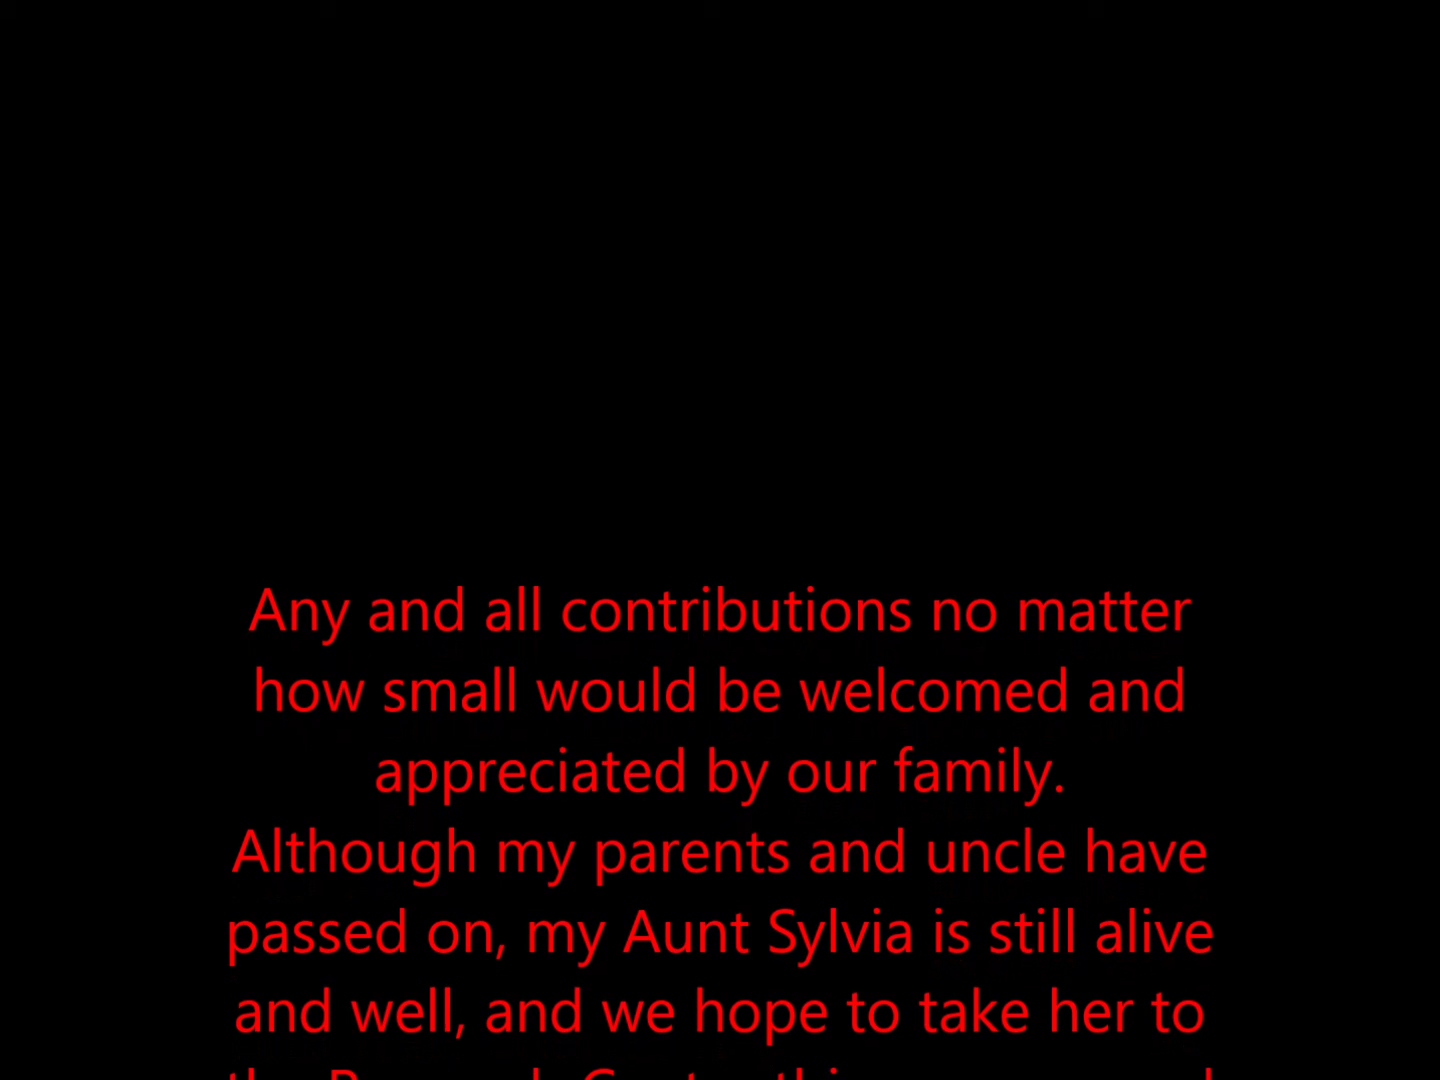 Any and all contributions no matter
how small would be welcomed and
appreciated by our family.
Although my parents and uncle have
passed on, my Aunt Sylvia is still alive
and well, and we hope to take her to